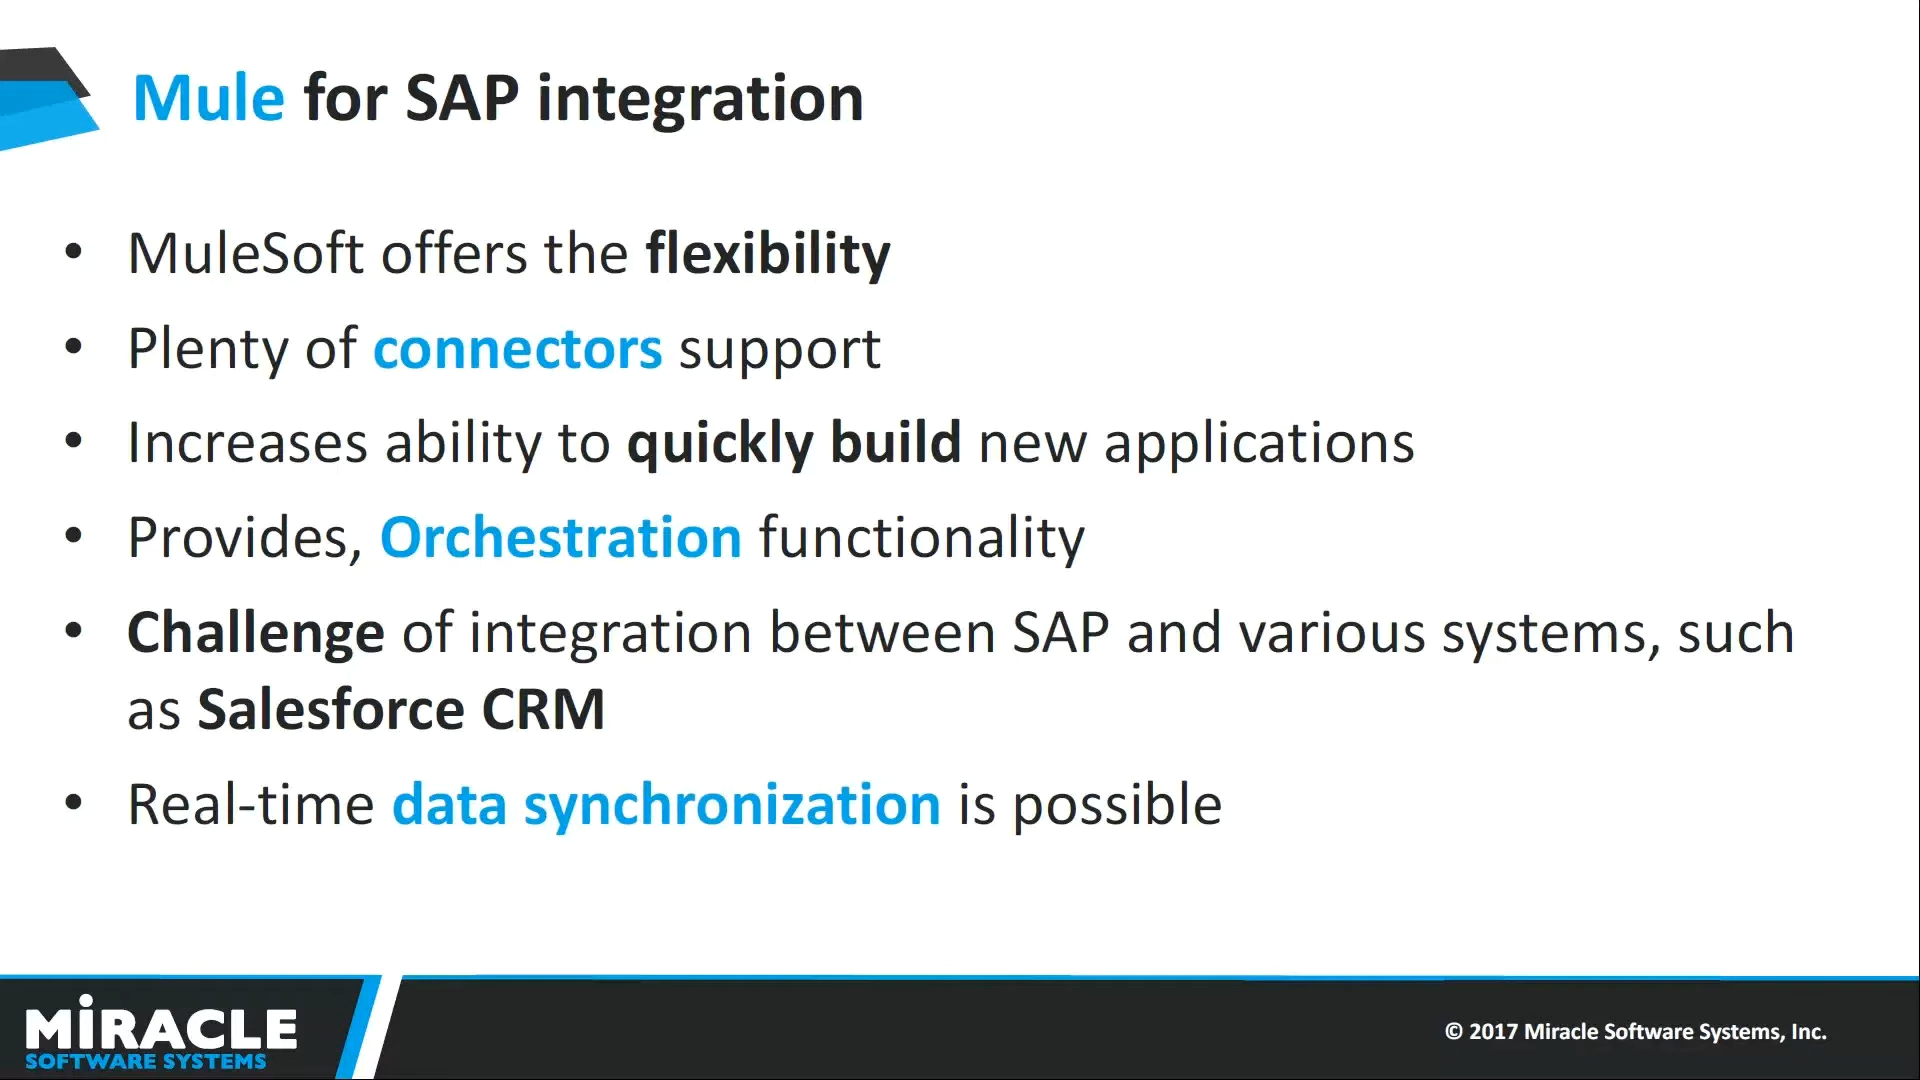 Mule for SAP integration
• MuleSoft offers the flexibility
• Plenty of connectors support
• Increases ability to quickly build new applications
• Provides, Orchestration functionality
• Challenge of integration between SAP and various systems, such
as Salesforce CRM
• Real-time data synchronization is possible
MiRACLE
SOFTWARE SYSTEMS
© 2017 Miracle Software Systems, Inc.